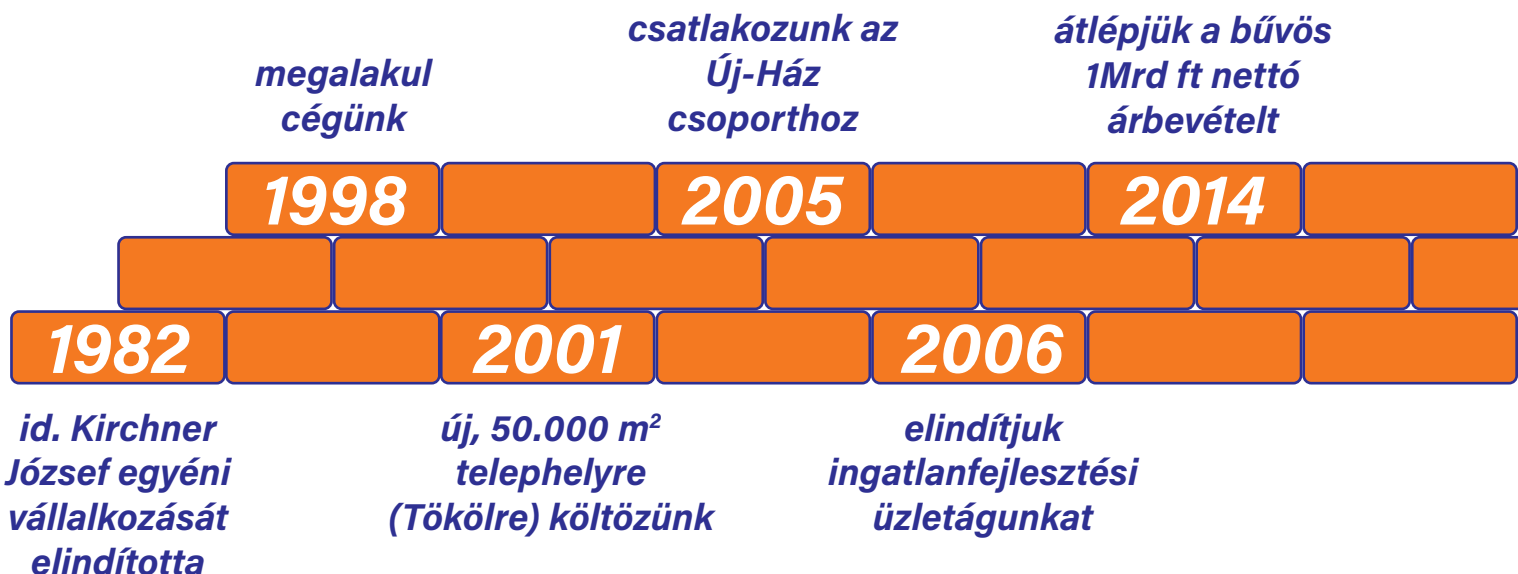 megalakul
cégünk
csatlakozunk az
Új-Ház
csoporthoz
átlépjük a bűvös
1Mrd ft nettó
árbevételt
1998
2005
2014
1982
2001
2006
id. Kirchner
József egyéni
vállalkozását
elindította
új, 50.000 m²
telephelyre
(Tökölre) költözünk
elindítjuk
ingatlanfejlesztési
üzletágunkat